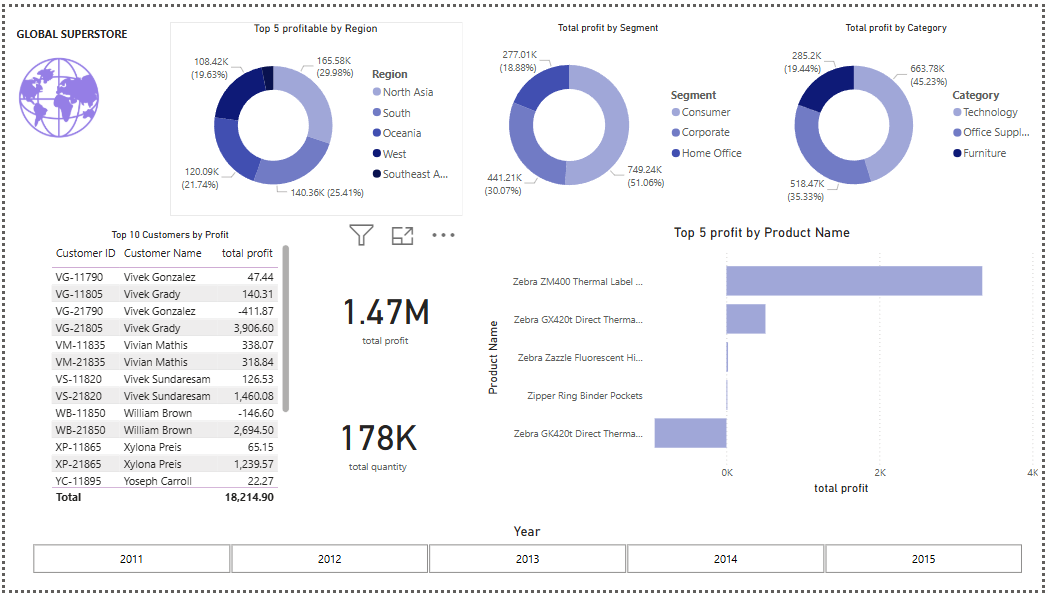 GLOBAL SUPERSTORE
Top 5 profitable by Region
108.42K
(19.63%)
165.58K
(29.98%)
120.09K
(21.74%)
140.36K (25.41%)
Region
North Asia
South
Oceania
West
Southeast A...
Total profit by Segment
277.01K
(18.88%)
441.21K
(30.07%)
749.24K
(51.06%)
Segment
Consumer
Corporate
Home Office
Total profit by Category
285.2K
(19.44%)
663.78K
(45.23%)
518.47K
(35.33%)
Category
Technology
Office Suppl...
Furniture
Top 10 Customers by Profit
Customer ID Customer Name total profit
VG-11790 Vivek Gonzalez 47.44
VG-11805 Vivek Grady 140.31
VG-21790 Vivek Gonzalez -411.87
VG-21805 Vivek Grady 3,906.60
VM-11835 Vivian Mathis 338.07
VM-21835 Vivian Mathis 318.84
VS-11820 Vivek Sundaresam 126.53
VS-21820 Vivek Sundaresam 1,460.08
WB-11850 William Brown -146.60
WB-21850 William Brown 2,694.50
XP-11865 Xylona Preis 65.15
XP-21865 Xylona Preis 1,239.57
YC-11895 Yoseph Carroll 22.27
Total 18,214.90
1.47M
total profit
178K
total quantity
Top 5 profit by Product Name
Product Name
Zebra ZM400 Thermal Label ...
Zebra GX420t Direct Therma...
Zebra Zazzle Fluorescent Hi...
Zipper Ring Binder Pockets
Zebra GK420t Direct Therma...
0K 2K 4K
total profit
Year
2011 2012 2013 2014 2015